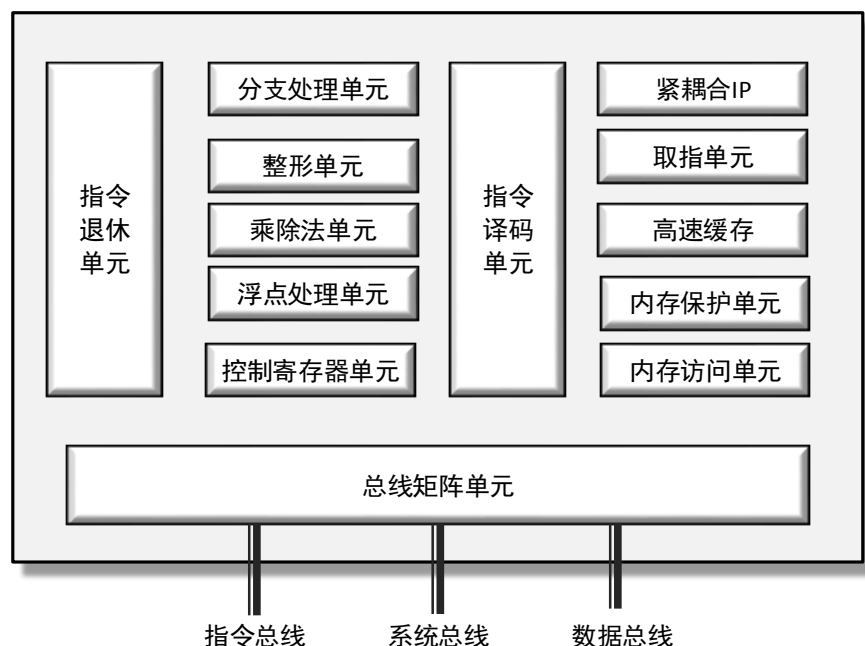 指令
退休
单元
分支处理单元
整形单元
乘除法单元
浮点处理单元
控制寄存器单元
指令
译码
单元
紧耦合IP
取指单元
高速缓存
内存保护单元
内存访问单元
总线矩阵单元
指令总线
系统总线
数据总线